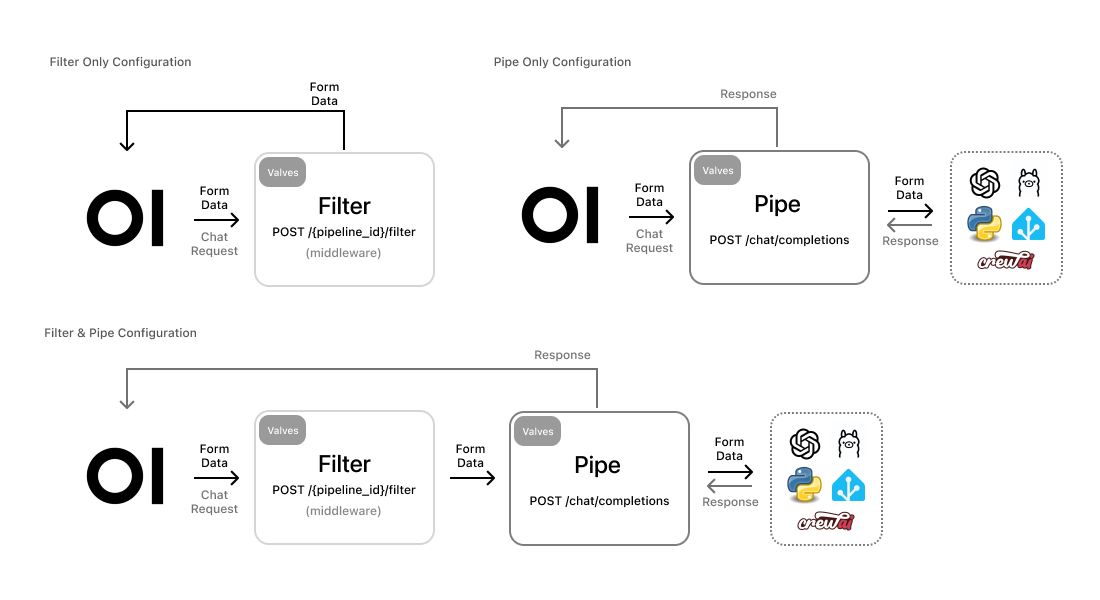 Filter Only Configuration
Form
Data
Valves
Filter
POST /{pipeline_id}/filter
(middleware)
OI
Form
Data
Chat
Request
Pipe Only Configuration
Response
Valves
Pipe
POST /chat/completions
OI
Form
Data
Chat
Request
Form
Data
Response
crewai
Filter & Pipe Configuration
Response
OI
Form
Data
Chat
Request
Valves
Filter
POST /{pipeline_id}/filter
(middleware)
Form
Data
Valves
Pipe
POST /chat/completions
Form
Data
Response
crewai